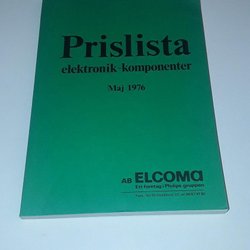 Prislista
elektronik-komponenter
Maj 1976
AB ELCOMA
Ett företag i Philips-gruppen